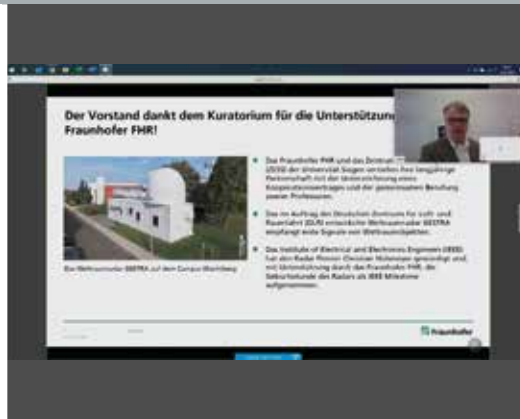 Der Vorstand dankt dem Kuratorium für die Unterstützung
Fraunhofer FHR!
Das Fraunhofer FHR und das Zentrum
(ZESS) der Universität Siegen vertiefen ihre langjährige
Partnerschaft mit der Unterzeichnung eines
Kooperationsvertrages und der gemeinsamen Berufung
zweier Professuren.
Das im Auftrag des Deutschen Zentrums für Luft- und
Raumfahrt (DLR) entwickelte Weltraumradar GESTRA
empfängt erste Signale von Weltraumobjekten.
Das Institute of Electrical and Electronics Engineers (IEEE)
hat den Radar Pionier Christian Hülsmeyer gewürdigt und
mit Unterstützung durch das Fraunhofer FHR, die
Geburtsstunde des Radars als IEEE Milestone
aufgenommen.
Das Weltraumradar GESTRA auf dem Campus
Fraunhofer